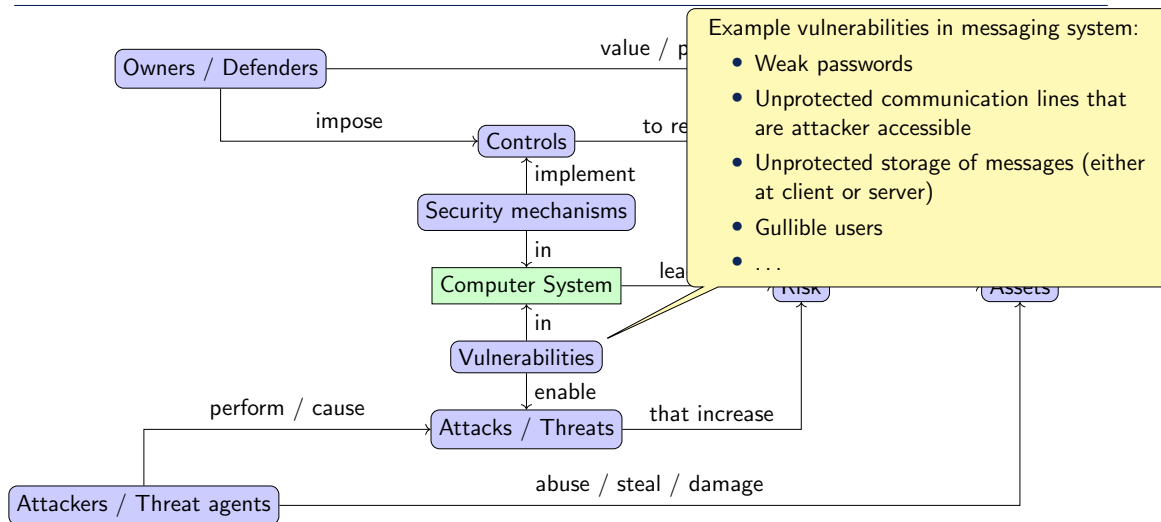 Example vulnerabilities in messaging system:
• Weak passwords
• Unprotected communication lines that
are attacker accessible
• Unprotected storage of messages (either
at client or server)
• Gullible users
• ...
Owners / Defenders
value /
impose
Controls
to
implement
Security mechanisms
in
Computer System
Risk
Assets
in
Vulnerabilities
enable
perform / cause
Attacks / Threats
that increase
Attackers / Threat agents
abuse / steal / damage